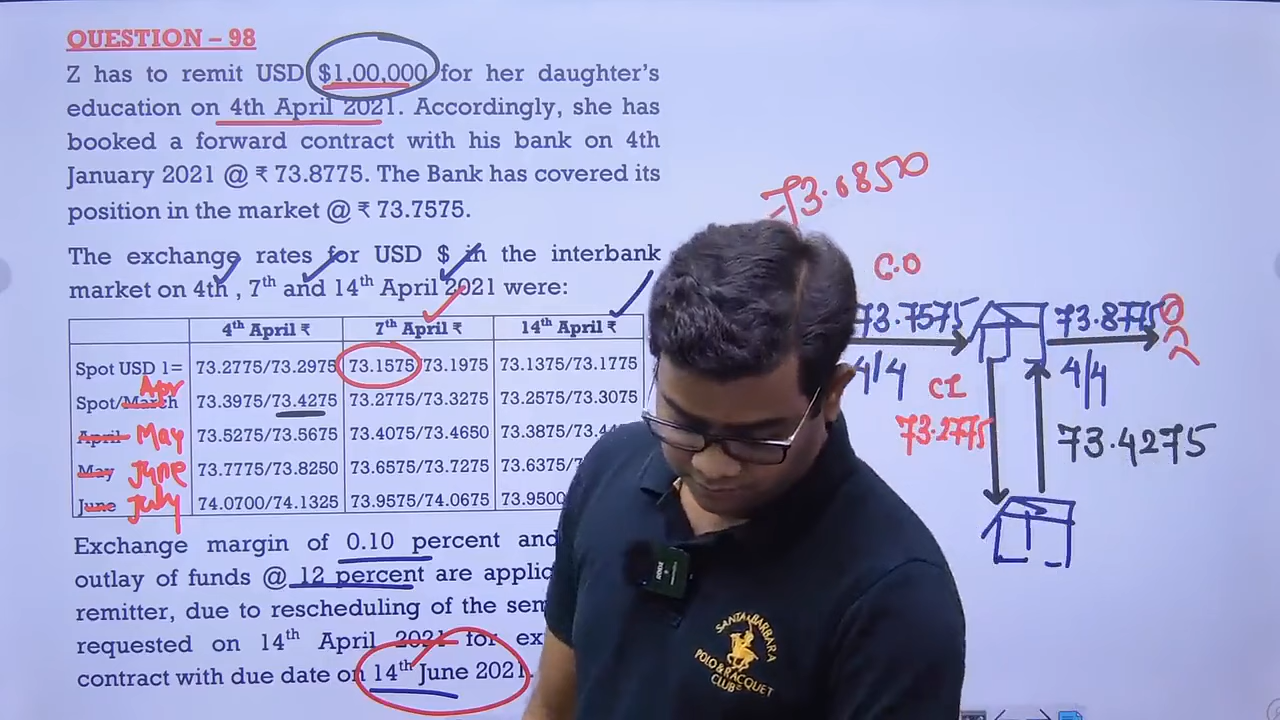 QUESTION – 98
Z has to remit USD $1,00,000 for her daughter's
education on 4th April 2021. Accordingly, she has
booked a forward contract with his bank on 4th
January 2021 @ ₹ 73.8775. The Bank has covered its
position in the market @ ₹ 73.7575.
The exchange rates for USD $ in the interbank
market on 4th , 7th and 14th April 2021 were:
4th April ₹ 7th April ₹ 14th April ₹
Spot USD 1= 73.2775/73.2975 73.1575/73.1975 73.1375/73.1775
Spot/March Apr 73.3975/73.4275 73.2775/73.3275 73.2575/73.3075
April May 73.5275/73.5675 73.4075/73.4650 73.3875/
May June 73.7775/73.8250 73.6575/73.7275 73.6375/
June July 74.0700/74.1325 73.9575/74.0675 73.9500
Exchange margin of 0.10 percent and
outlay of funds @ 12 percent are
remitter, due to rescheduling of the
requested on 14th April 2021 for
contract with due date on 14th June 2021.
73.6850
C.O
73.7575 73.8775
4/4 4/4
CI
73.2775 73.4275
SANTA BARBARA
POLO & RACQUET
CLUB